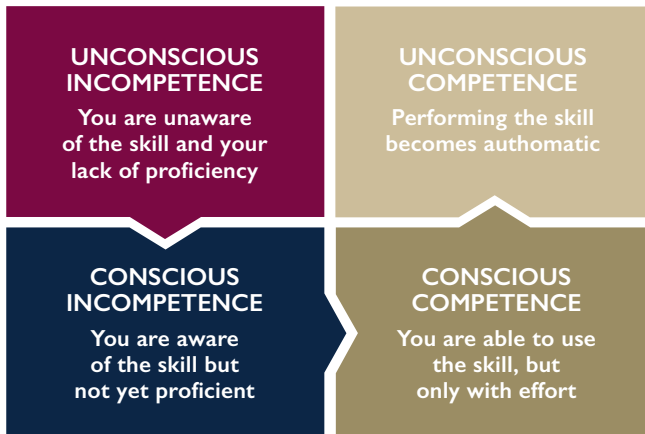 UNCONSCIOUS
INCOMPETENCE
You are unaware
of the skill and your
lack of proficiency
UNCONSCIOUS
COMPETENCE
Performing the skill
becomes authomatic
CONSCIOUS
INCOMPETENCE
You are aware
of the skill but
not yet proficient
CONSCIOUS
COMPETENCE
You are able to use
the skill, but
only with effort